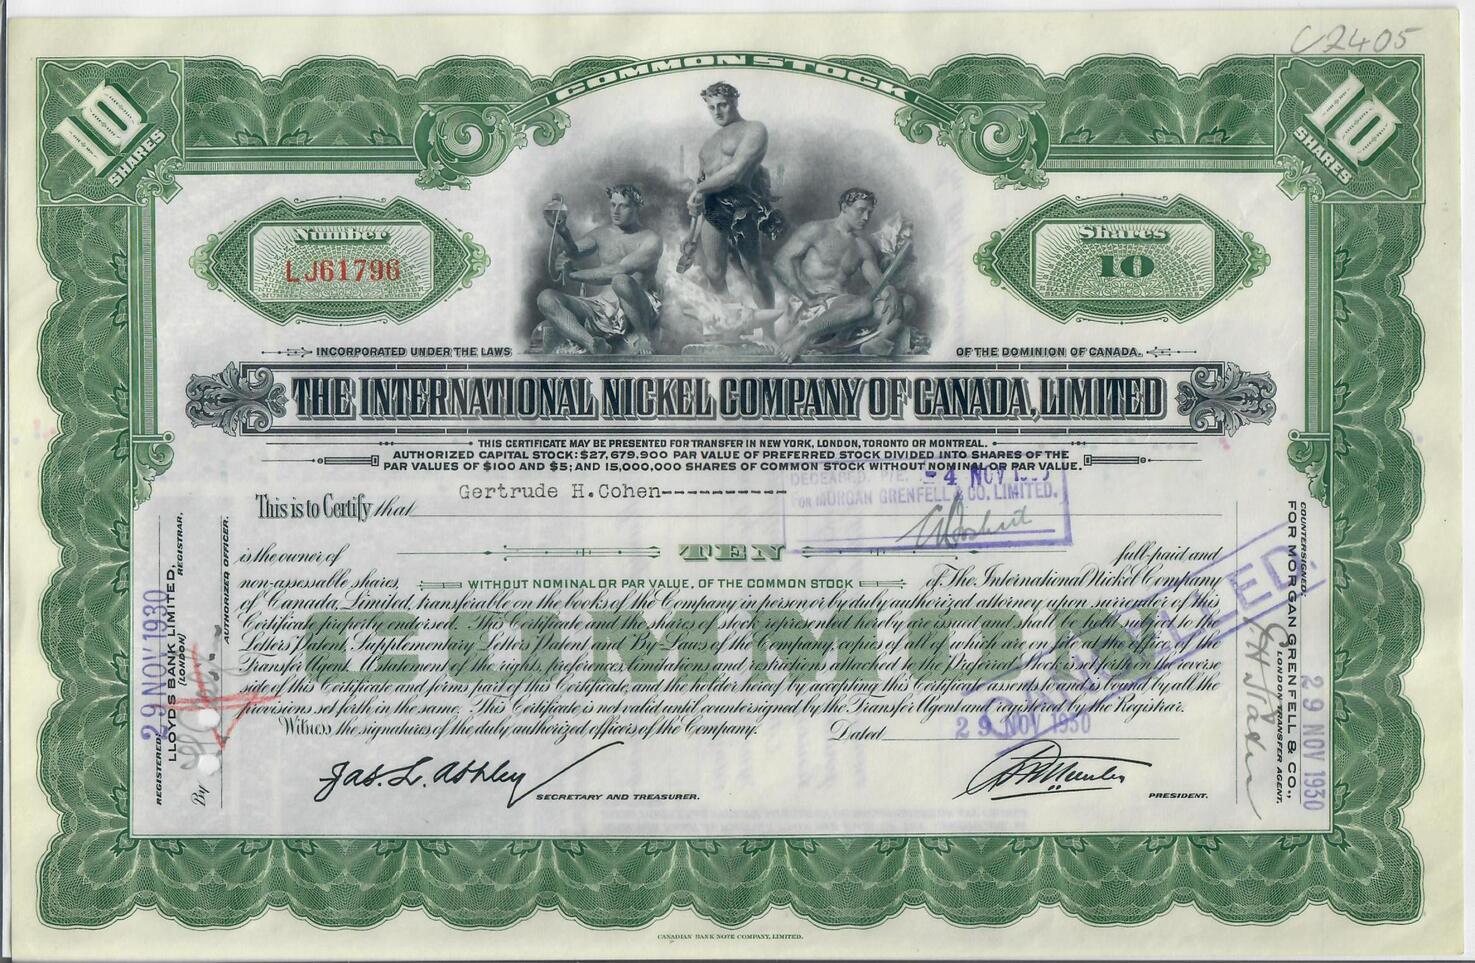 C2405
COMMON STOCK
10
SHARES
10
SHARES
Number
LJ61796
Shares
10
INCORPORATED UNDER THE LAWS OF THE DOMINION OF CANADA.
THE INTERNATIONAL NICKEL COMPANY OF CANADA, LIMITED
THIS CERTIFICATE MAY BE PRESENTED FOR TRANSFER IN NEW YORK, LONDON, TORONTO OR MONTREAL.
AUTHORIZED CAPITAL STOCK: $27,679,900 PAR VALUE OF PREFERRED STOCK DIVIDED INTO SHARES OF THE
PAR VALUES OF $100 AND $5; AND 15,000,000 SHARES OF COMMON STOCK WITHOUT NOMINAL OR PAR VALUE.
DECEASED. -4 NOV
FOR MORGAN GRENFELL & CO. LIMITED.
This is to Certify that Gertrude H.Cohen-----------
is the owner of TEN full-paid and
non-assessable shares, WITHOUT NOMINAL OR PAR VALUE, OF THE COMMON STOCK of The International Nickel Company
of Canada, Limited, transferable on the books of the Company in person or by duly authorized attorney upon surrender of this
Certificate properly endorsed. This Certificate and the shares of stock represented hereby are issued and shall be held subject to the
Letters Patent, Supplementary Letters Patent and By-Laws of the Company, copies of all of which are on file at the office of the
Transfer Agent. A statement of the rights, preferences, limitations and restrictions attached to the Preferred Stock is set forth on the reverse
side of this Certificate and forms part of this Certificate, and the holder hereof by accepting this Certificate assents to and is bound by all the
provisions set forth in the same. This Certificate is not valid until countersigned by the Transfer Agent and registered by the Registrar.
COMMON
CANCELLED
Witness the signatures of the duly authorized officers of the Company. Dated 29 NOV 1930
Jas. L. Ashley
SECRETARY AND TREASURER.
PRESIDENT.
29 NOV 1930
REGISTERED:
LLOYDS BANK LIMITED,
(LONDON) REGISTRAR,
By
AUTHORIZED OFFICER.
COUNTERSIGNED:
FOR MORGAN GRENFELL & CO.,
LONDON TRANSFER AGENT.
29 NOV 1930
CANADIAN BANK NOTE COMPANY, LIMITED.